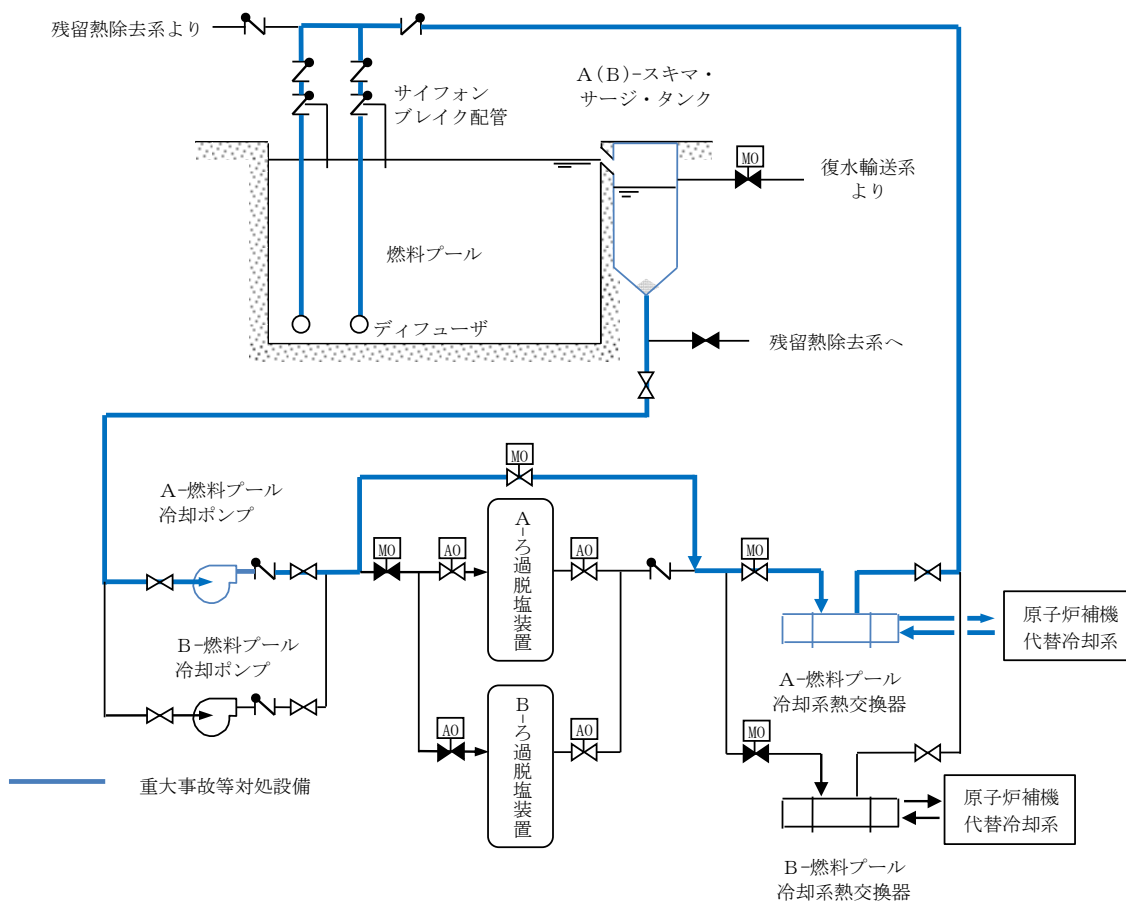 残留熱除去系より
A(B)-スキマ・
サージ・タンク
サイフォン
ブレイク配管
MO
復水輸送系
より
燃料プール
ディフューザ
残留熱除去系へ
MO
A-燃料プール
冷却ポンプ
MO
AO
A-ろ過脱塩装置
AO
MO
原子炉補機
代替冷却系
B-燃料プール
冷却ポンプ
A-燃料プール
冷却系熱交換器
AO
B-ろ過脱塩装置
AO
MO
重大事故等対処設備
原子炉補機
代替冷却系
B-燃料プール
冷却系熱交換器